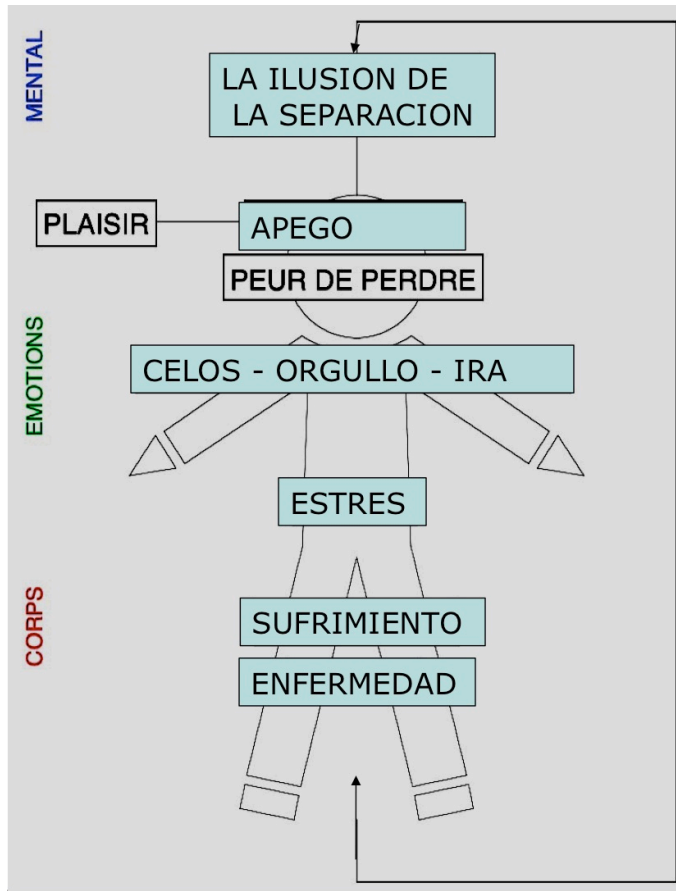 MENTAL
LA ILUSION DE
LA SEPARACION
PLAISIR
APEGO
PEUR DE PERDRE
EMOTIONS
CELOS - ORGULLO - IRA
ESTRES
CORPS
SUFRIMIENTO
ENFERMEDAD